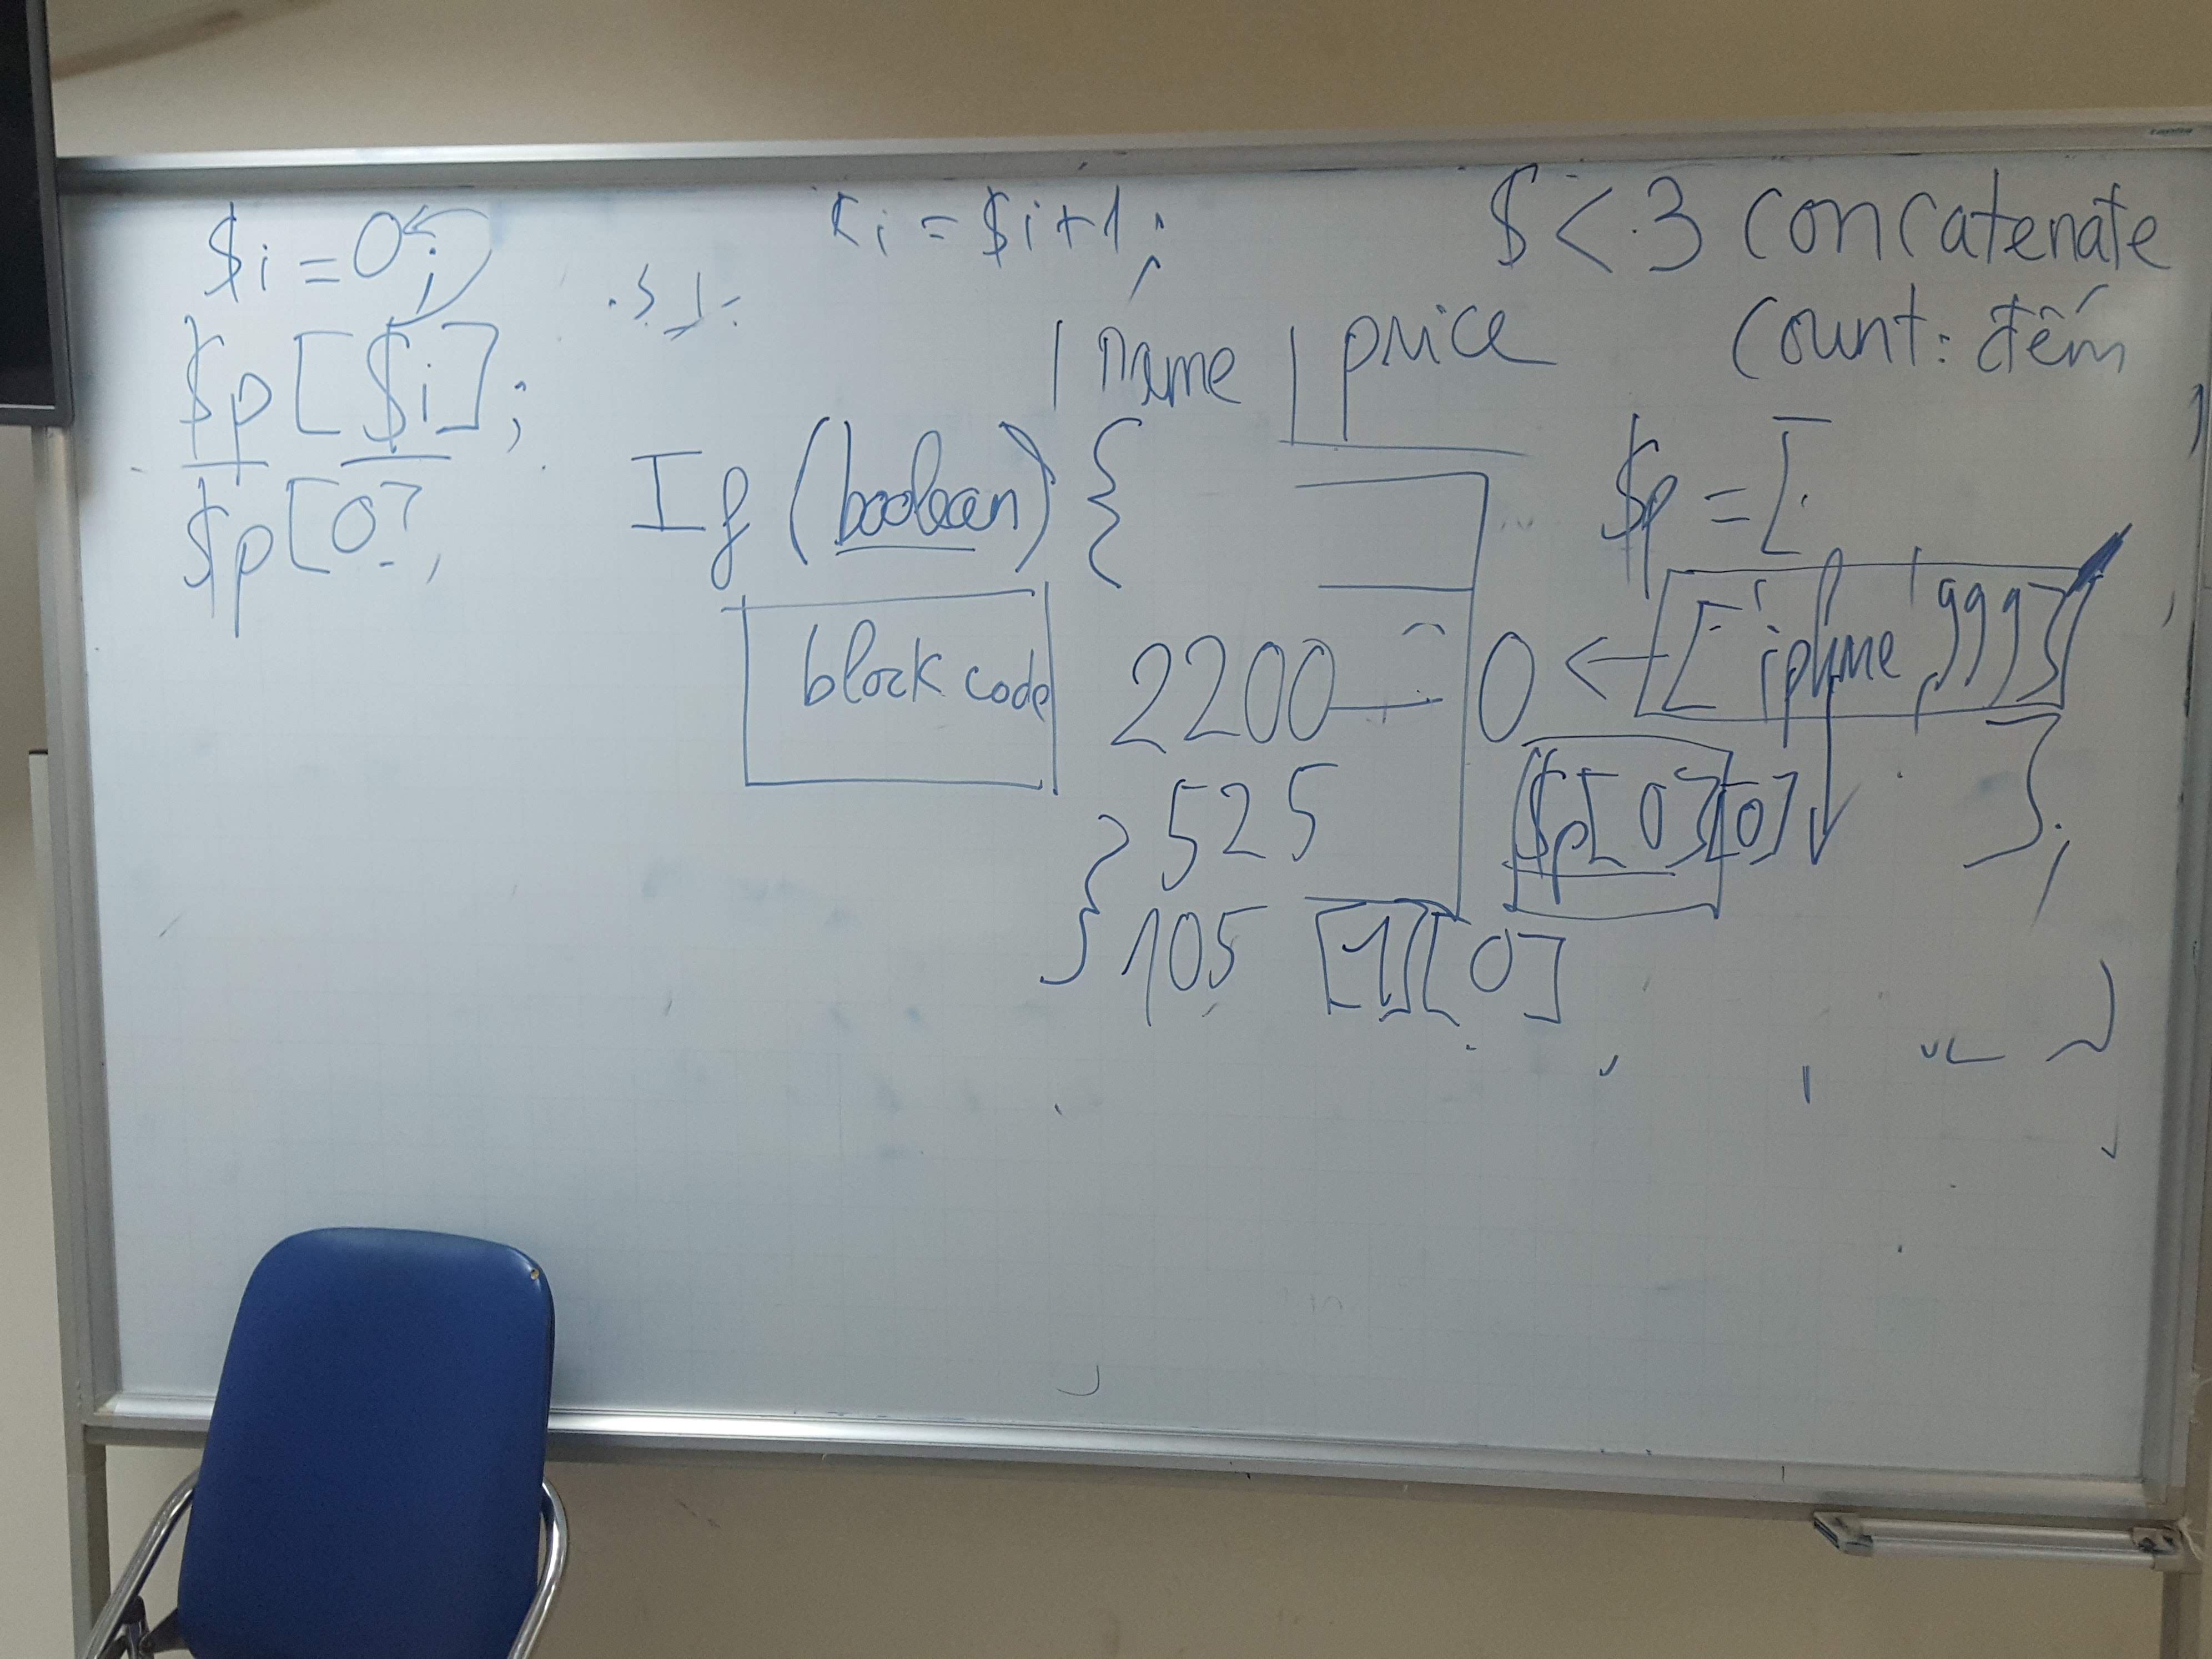 $i = 0;
$p[$i];
$p[0],
i = $i+1;
$ < 3 concatenate
count: đếm
| name | price
If (boolean) {
block code
}
2200
525
105 [1][0]
$p = [
0 ← ['iphone', 999]
$p[0][0]
];